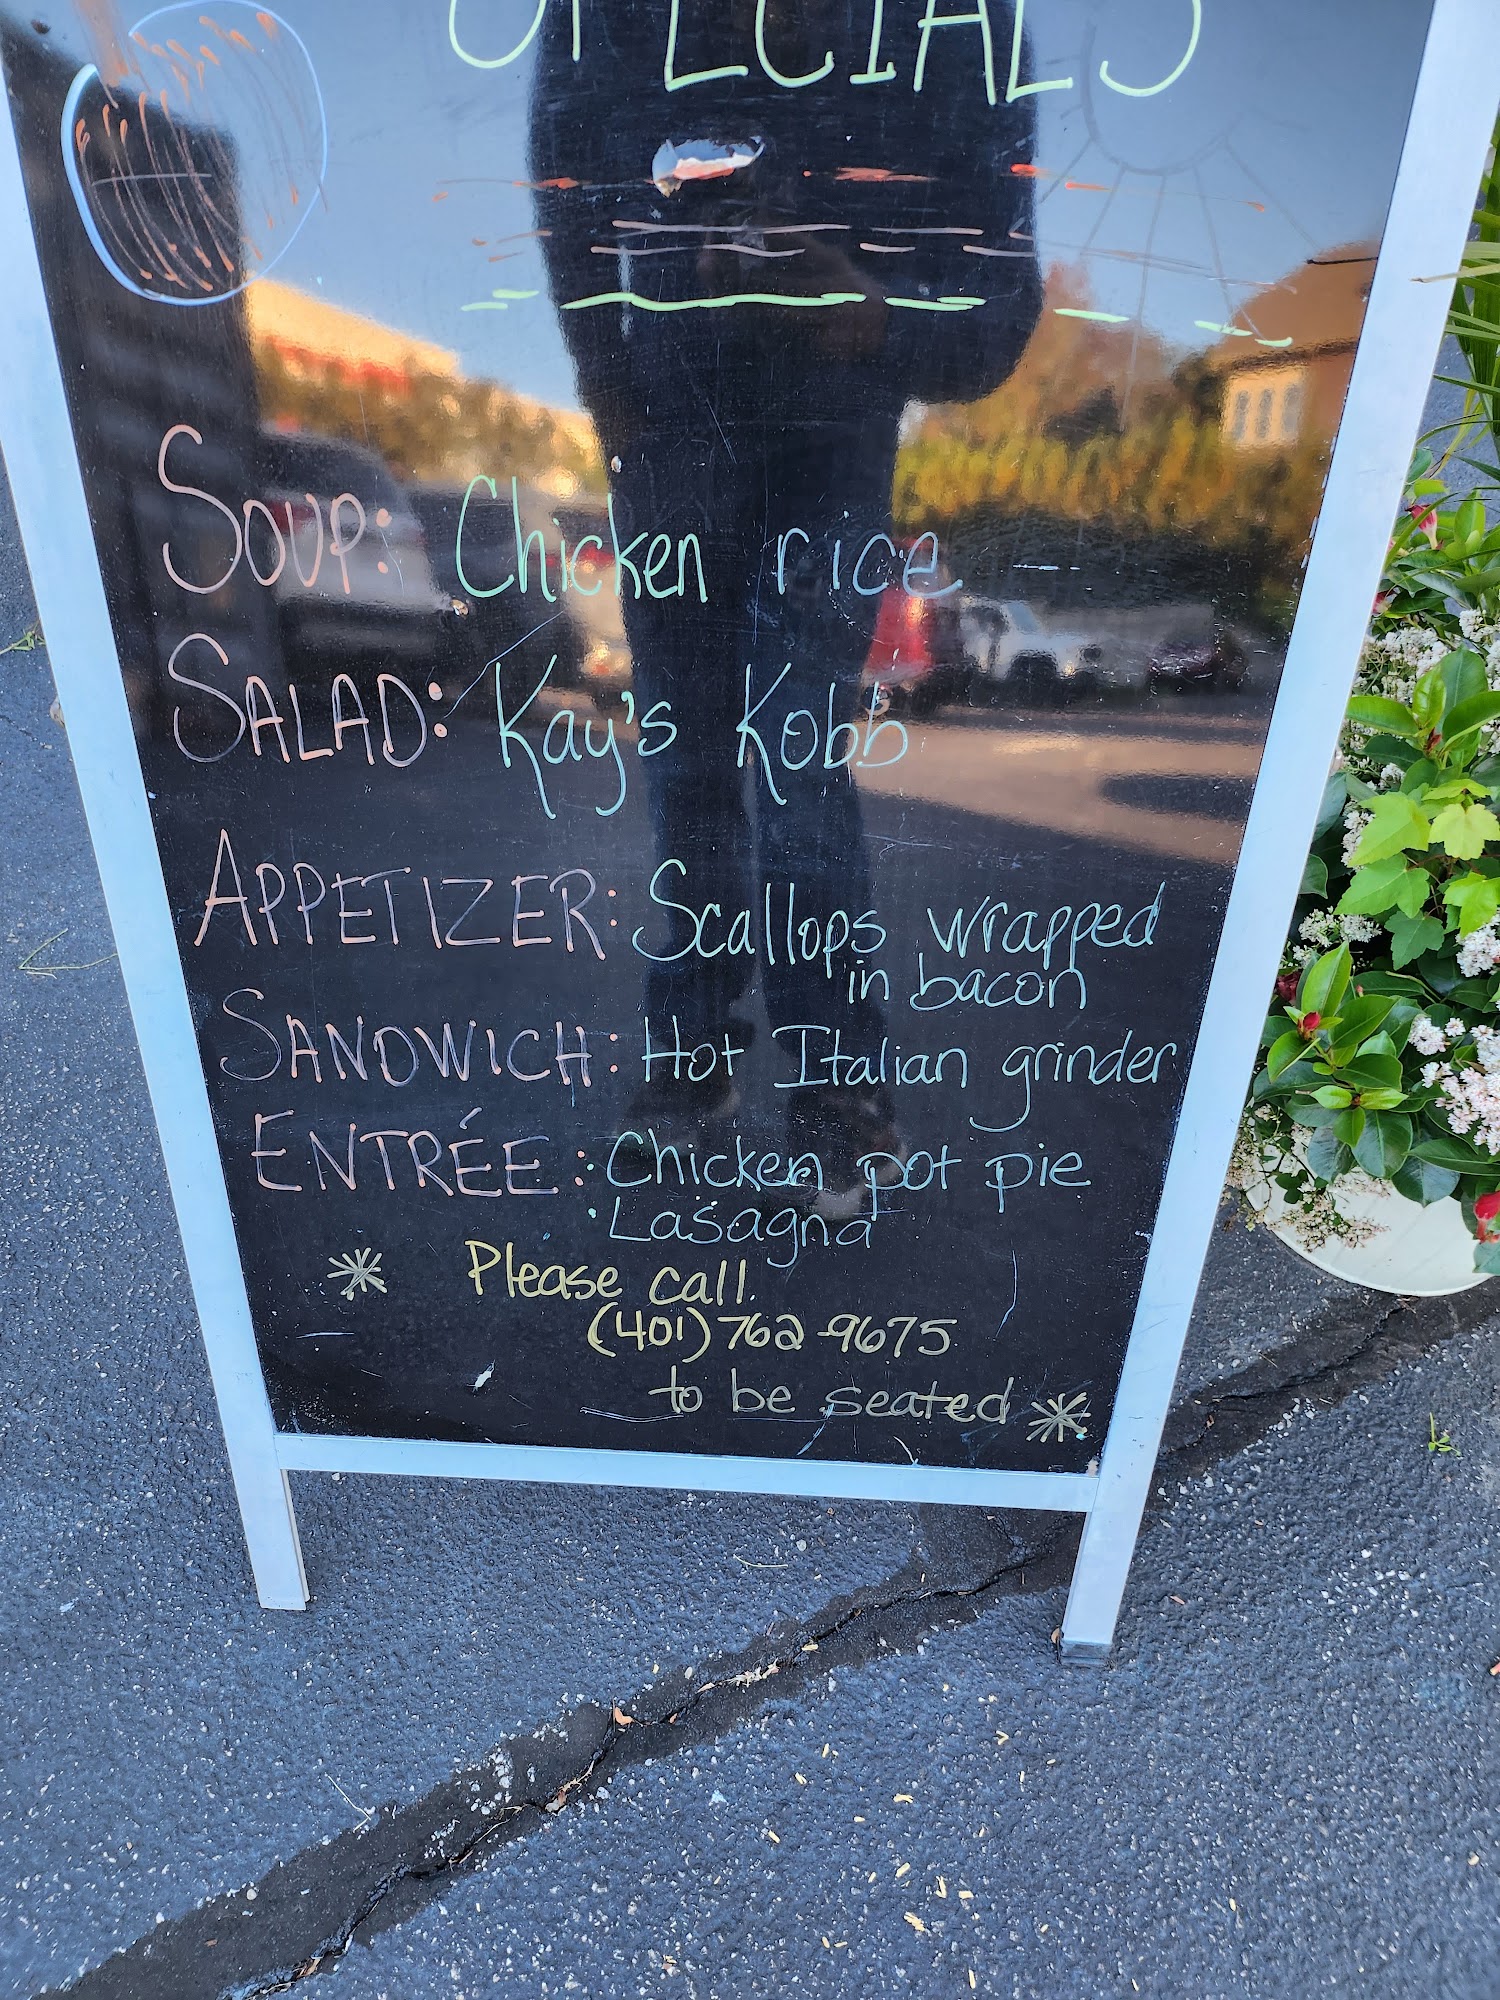 SPECIALS
SOUP: Chicken rice
SALAD: Kay's Kobb
APPETIZER: Scallops wrapped
in bacon
SANDWICH: Hot Italian grinder
ENTRÉE: • Chicken pot pie
• Lasagna
* Please call
(401) 762-9675
to be seated *